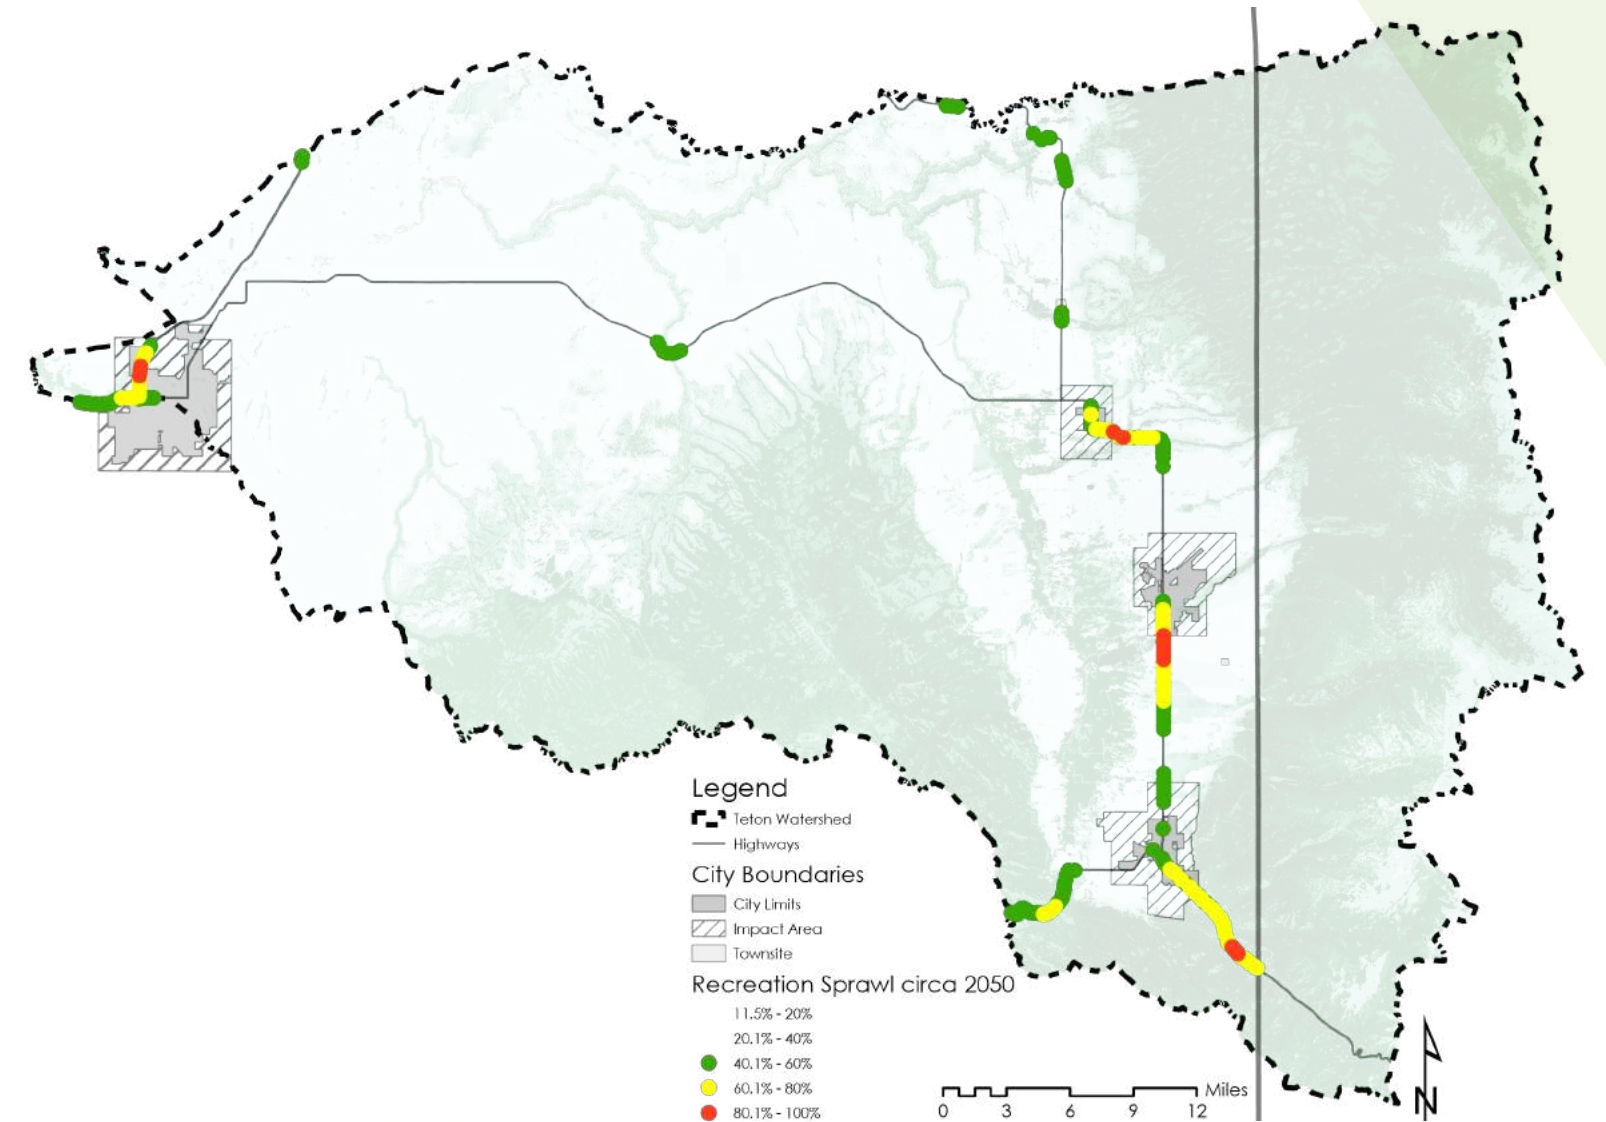 Legend
Teton Watershed
Highways
City Boundaries
City Limits
Impact Area
Townsite
Recreation Sprawl circa 2050
11.5% - 20%
20.1% - 40%
40.1% - 60%
60.1% - 80%
80.1% - 100%
Miles
0 3 6 9 12
N